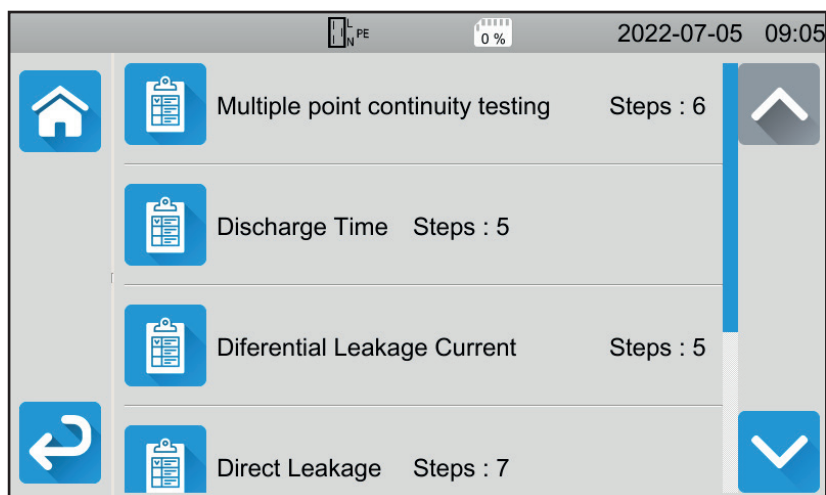 L
N PE 0 % 2022-07-05 09:05
Multiple point continuity testing Steps : 6
Discharge Time Steps : 5
Diferential Leakage Current Steps : 5
Direct Leakage Steps : 7